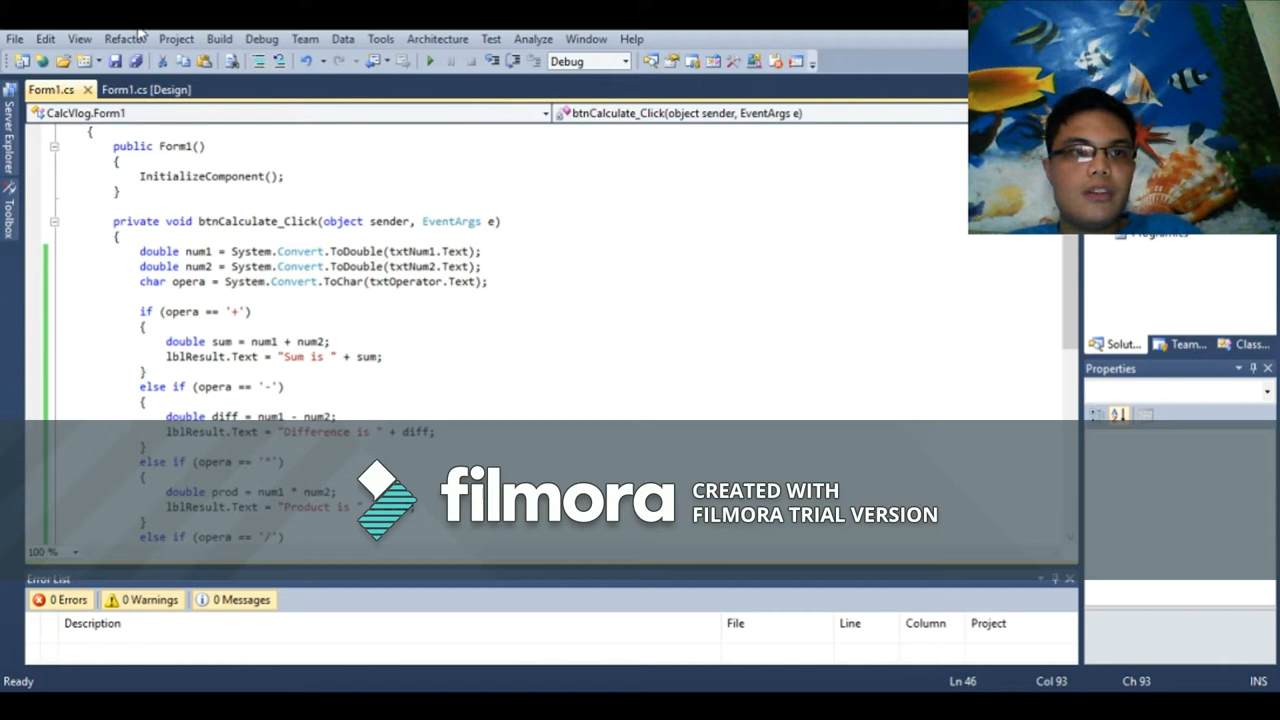 File Edit View Refactor Project Build Debug Team Data Tools Architecture Test Analyze Window Help
Debug
Form1.cs Form1.cs [Design]
CalcVlog.Form1 btnCalculate_Click(object sender, EventArgs e)
Server Explorer
Toolbox
{
public Form1()
{
InitializeComponent();
}
private void btnCalculate_Click(object sender, EventArgs e)
{
double num1 = System.Convert.ToDouble(txtNum1.Text);
double num2 = System.Convert.ToDouble(txtNum2.Text);
char opera = System.Convert.ToChar(txtOperator.Text);
if (opera == '+')
{
double sum = num1 + num2;
lblResult.Text = "Sum is " + sum;
}
else if (opera == '-')
{
double diff = num1 - num2;
lblResult.Text = "Difference is " + diff;
}
else if (opera == '*')
{
double prod = num1 * num2;
lblResult.Text = "Product is "
}
else if (opera == '/')
100 %
filmora CREATED WITH
FILMORA TRIAL VERSION
Solut... Team... Class...
Properties
Error List
0 Errors 0 Warnings 0 Messages
Description File Line Column Project
Ready Ln 46 Col 93 Ch 93 INS